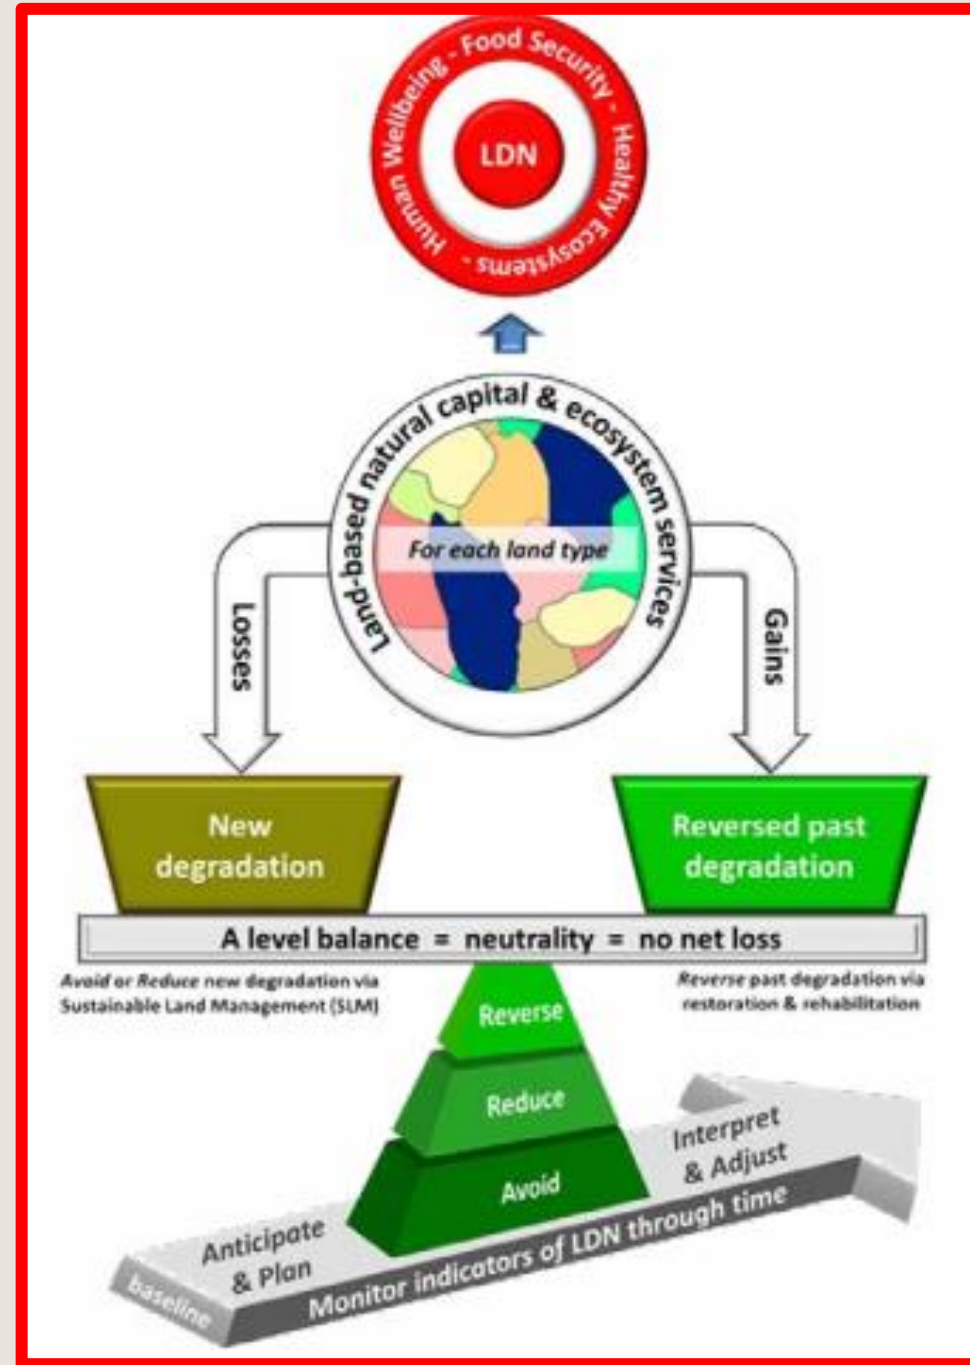 Human Wellbeing - Food Security - Healthy Ecosystems -
LDN
Land-based natural capital & ecosystem services
For each land type
Losses
Gains
New
degradation
Reversed past
degradation
A level balance = neutrality = no net loss
Avoid or Reduce new degradation via
Sustainable Land Management (SLM)
Reverse past degradation via
restoration & rehabilitation
Reverse
Reduce
Avoid
Interpret
& Adjust
Anticipate
& Plan
Monitor indicators of LDN through time
baseline